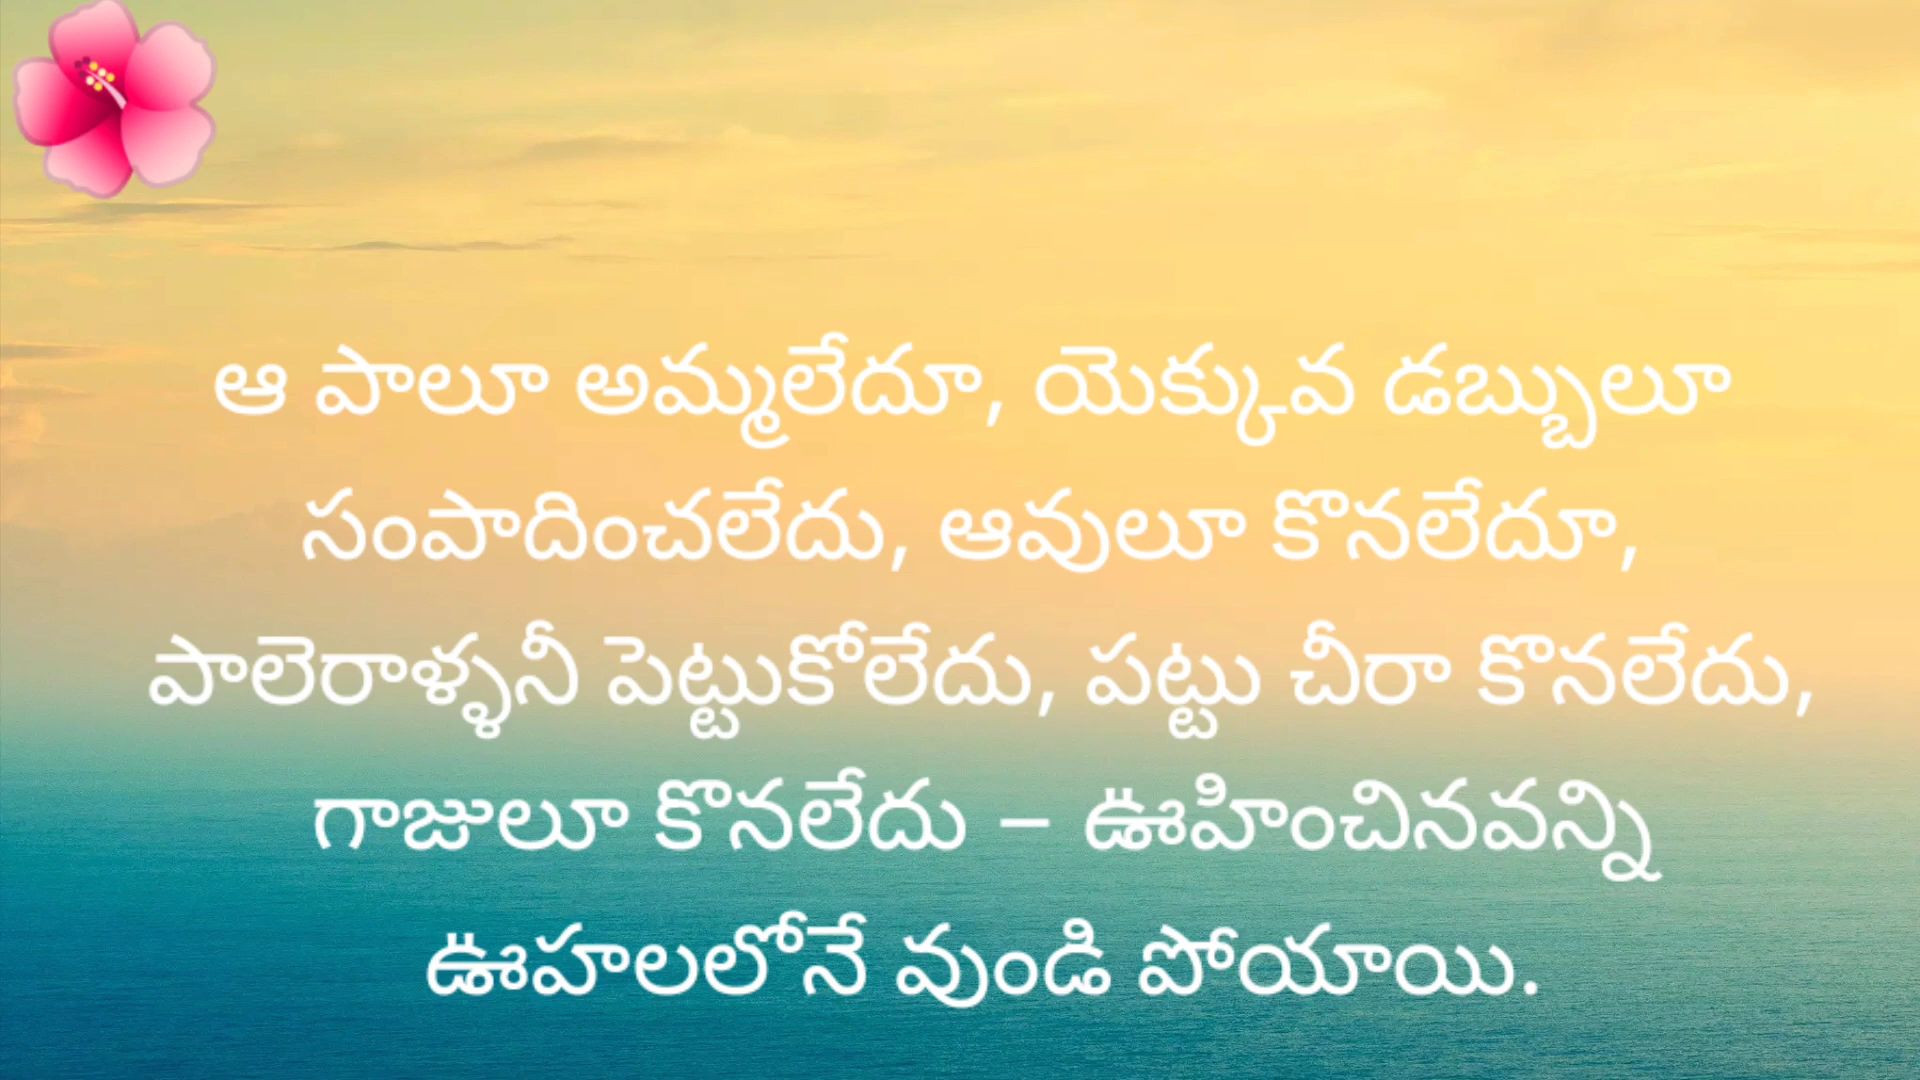 ఆ పాలూ అమ్మలేదూ, యెక్కువ డబ్బులూ
సంపాదించలేదు, ఆవులూ కొనలేదూ,
పాలెరాళ్ళనీ పెట్టుకోలేదు, పట్టు చీరా కొనలేదు,
గాజులూ కొనలేదు – ఊహించినవన్ని
ఊహలలోనే వుండి పోయాయి.